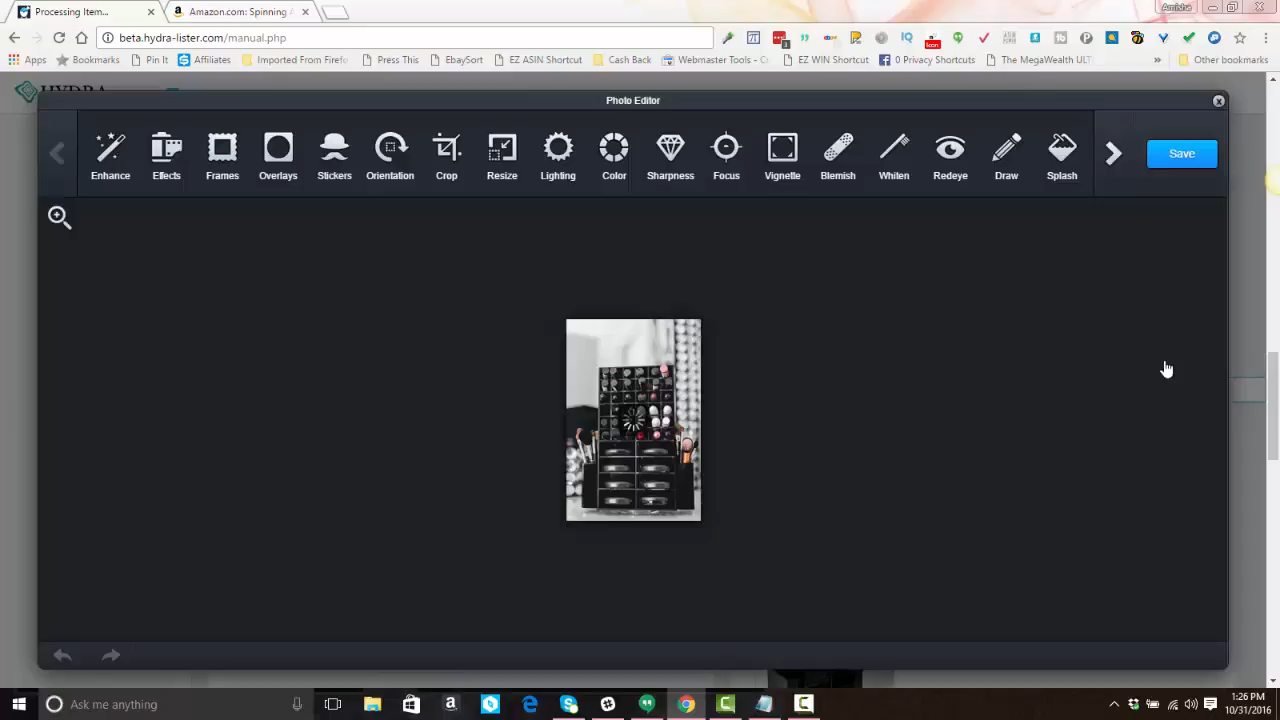 Processing Item...
Amazon.com: Spinning A
Amisha
beta.hydra-lister.com/manual.php
Apps
Bookmarks
Pin It
Affiliates
Imported From Firefo
Press This
EbaySort
EZ ASIN Shortcut
Cash Back
Webmaster Tools - Co
EZ WIN Shortcut
0 Privacy Shortcuts
The MegaWealth ULT
»
Other bookmarks
Photo Editor
Enhance
Effects
Frames
Overlays
Stickers
Orientation
Crop
Resize
Lighting
Color
Sharpness
Focus
Vignette
Blemish
Whiten
Redeye
Draw
Splash
Save
Ask me anything
1:26 PM
10/31/2016